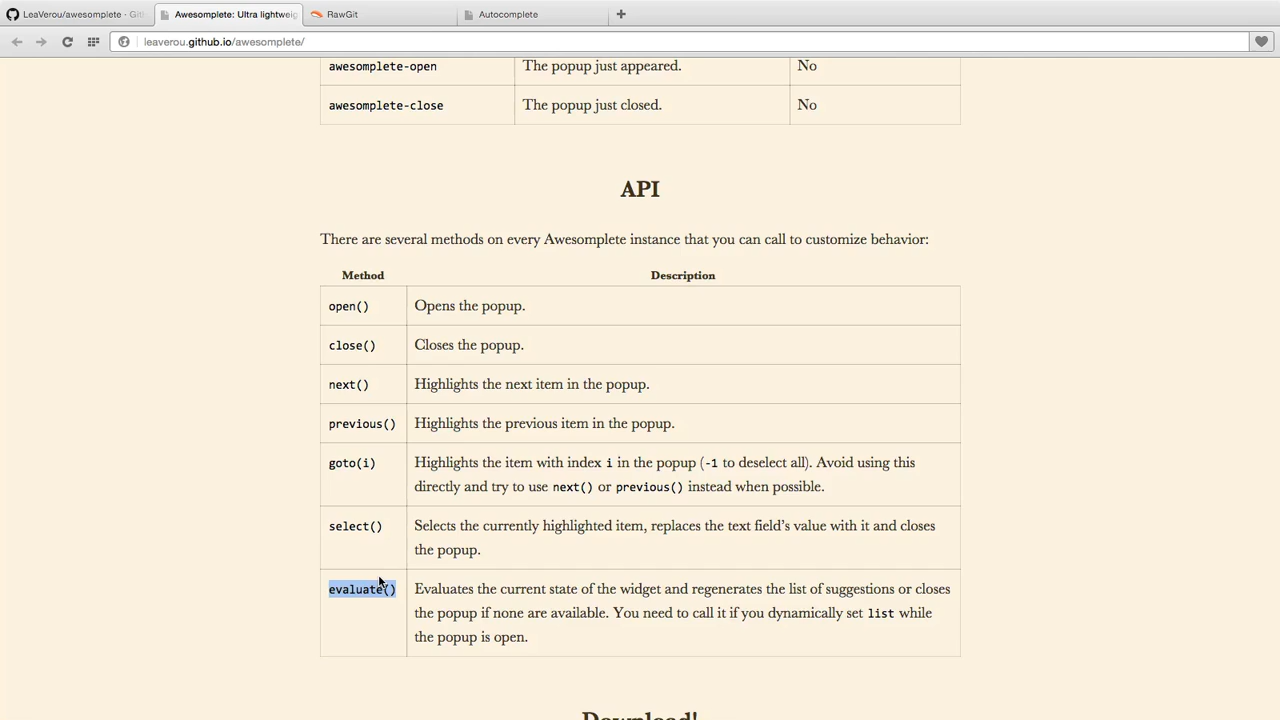 LeaVerou/awesomplete · Gith
Awesomplete: Ultra lightweig
RawGit
Autocomplete
leaverou.github.io/awesomplete/
awesomplete-open The popup just appeared. No
awesomplete-close The popup just closed. No
API
There are several methods on every Awesomplete instance that you can call to customize behavior:
Method Description
open() Opens the popup.
close() Closes the popup.
next() Highlights the next item in the popup.
previous() Highlights the previous item in the popup.
goto(i) Highlights the item with index i in the popup (-1 to deselect all). Avoid using this
directly and try to use next() or previous() instead when possible.
select() Selects the currently highlighted item, replaces the text field’s value with it and closes
the popup.
evaluate() Evaluates the current state of the widget and regenerates the list of suggestions or closes
the popup if none are available. You need to call it if you dynamically set list while
the popup is open.
Download!